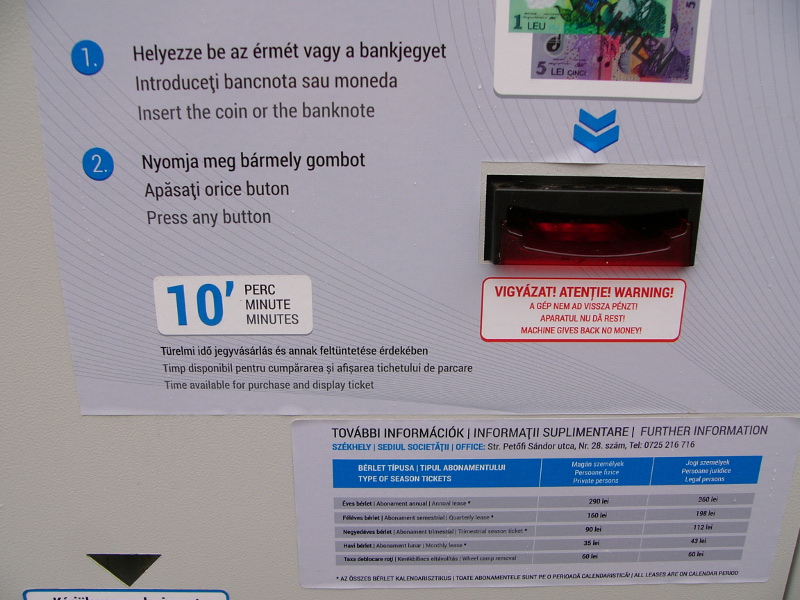 1 LEU
5 LEI CINCI
5
1.
Helyezze be az érmét vagy a bankjegyet
Introduceţi bancnota sau moneda
Insert the coin or the banknote
2.
Nyomja meg bármely gombot
Apăsaţi orice buton
Press any button
10’
PERC
MINUTE
MINUTES
VIGYÁZAT! ATENȚIE! WARNING!
A GÉP NEM AD VISSZA PÉNZT!
APARATUL NU DĂ REST!
MACHINE GIVES BACK NO MONEY!
Türelmi idő jegyvásárlás és annak feltüntetése érdekében
Timp disponibil pentru cumpărarea și afișarea tichetului de parcare
Time available for purchase and display ticket
TOVÁBBI INFORMÁCIÓK | INFORMAŢII SUPLIMENTARE | FURTHER INFORMATION
SZÉKHELY | SEDIUL SOCIETĂŢII | OFFICE: Str. Petőfi Sándor utca, Nr. 28. szám, Tel: 0725 216 716
BÉRLET TÍPUSA | TIPUL ABONAMENTULUI
TYPE OF SEASON TICKETS
Magán személyek
Persoane fizice
Private persons
Jogi személyek
Persoane juridice
Legal persons
Éves bérlet | Abonament annual | Annual lease * 290 lei 360 lei
Féléves bérlet | Abonament semestrial | Quarterly lease * 160 lei 198 lei
Negyedéves bérlet | Abonament trimestrial | Trimestrial season ticket * 90 lei 112 lei
Havi bérlet | Abonament lunar | Monthly lease * 35 lei 43 lei
Taxa deblocare roţi | Kerékbilincs eltávolítás | Wheel camp removal 60 lei 60 lei
* AZ ÖSSZES BÉRLET KALENDARISZTIKUS | TOATE ABONAMENTELE SUNT PE O PERIOADĂ CALENDARISTICĂ | ALL LEASES ARE ON CALENDAR PERIOD